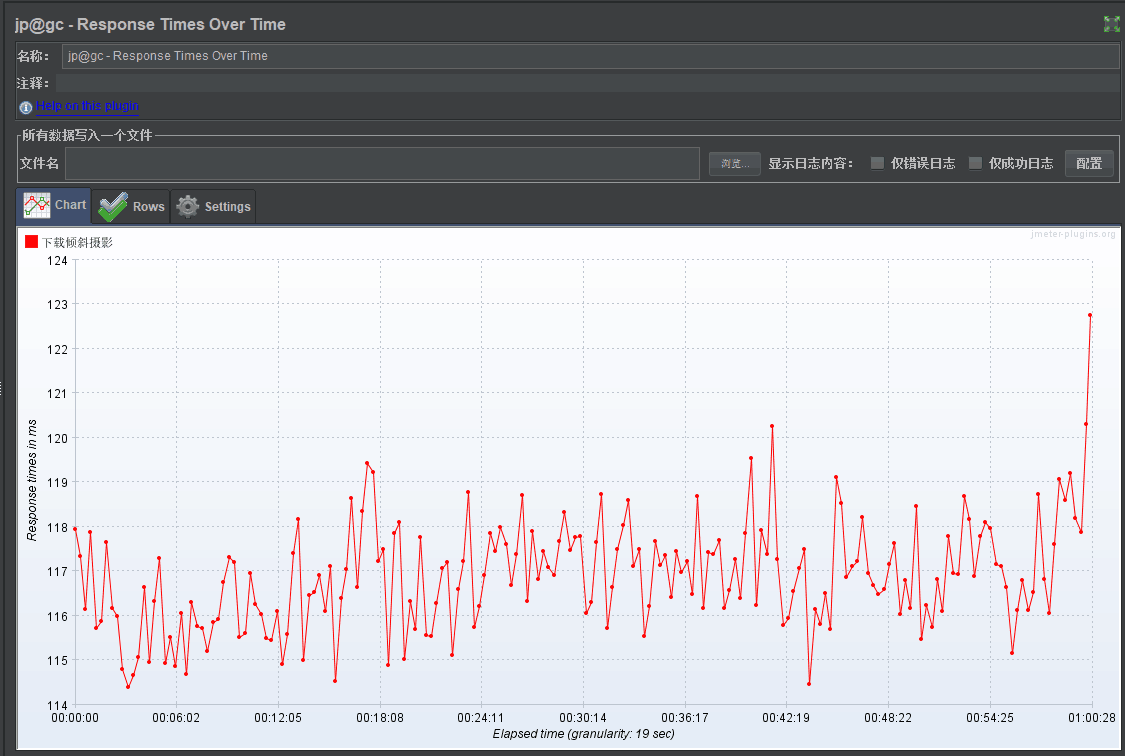 jp@gc - Response Times Over Time
名称： jp@gc - Response Times Over Time
注释：
Help on this plugin
所有数据写入一个文件
文件名 浏览... 显示日志内容： 仅错误日志 仅成功日志 配置
Chart Rows Settings
jmeter-plugins.org
下载倾斜摄影
124
123
122
121
120
119
118
117
116
115
114
Response times in ms
00:00:00 00:06:02 00:12:05 00:18:08 00:24:11 00:30:14 00:36:17 00:42:19 00:48:22 00:54:25 01:00:28
Elapsed time (granularity: 19 sec)